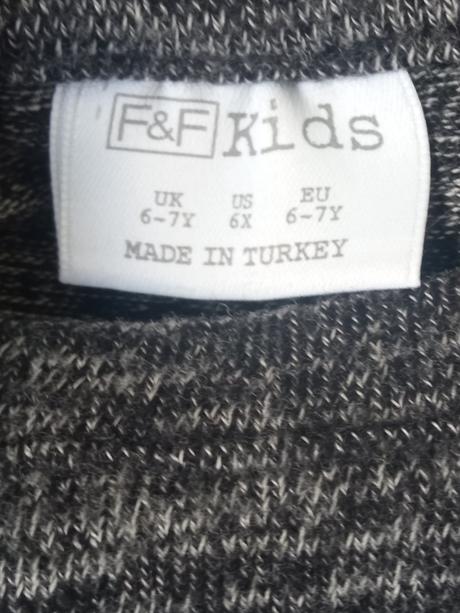 F&F Kids
UK US EU
6-7Y 6X 6-7Y
MADE IN TURKEY